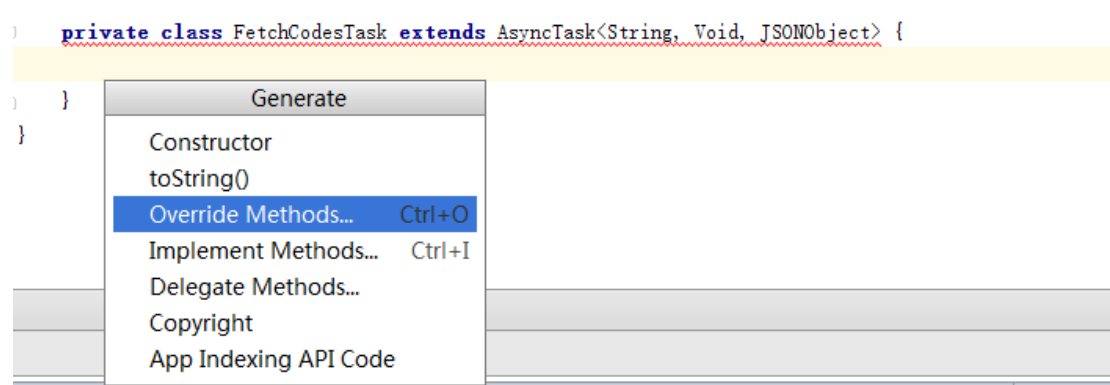 private class FetchCodesTask extends AsyncTask<String, Void, JSONObject> {
}
}
Generate
Constructor
toString()
Override Methods... Ctrl+O
Implement Methods... Ctrl+I
Delegate Methods...
Copyright
App Indexing API Code